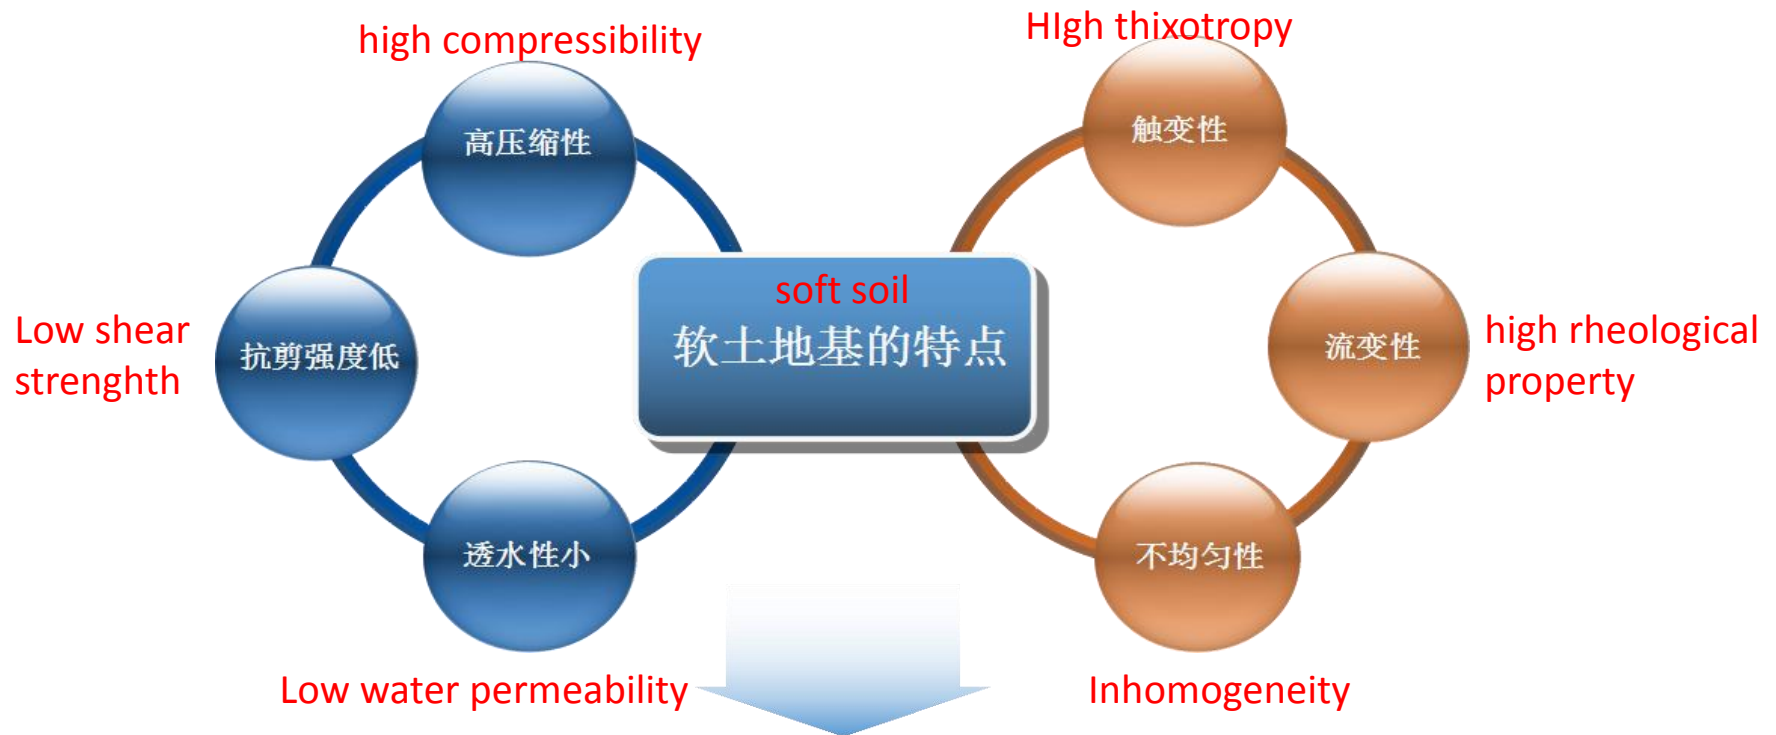 high compressibility
HIgh thixotropy
高压缩性
触变性
soft soil
软土地基的特点
Low shear
strenghth
抗剪强度低
流变性
high rheological
property
透水性小
不均匀性
Low water permeability
Inhomogeneity